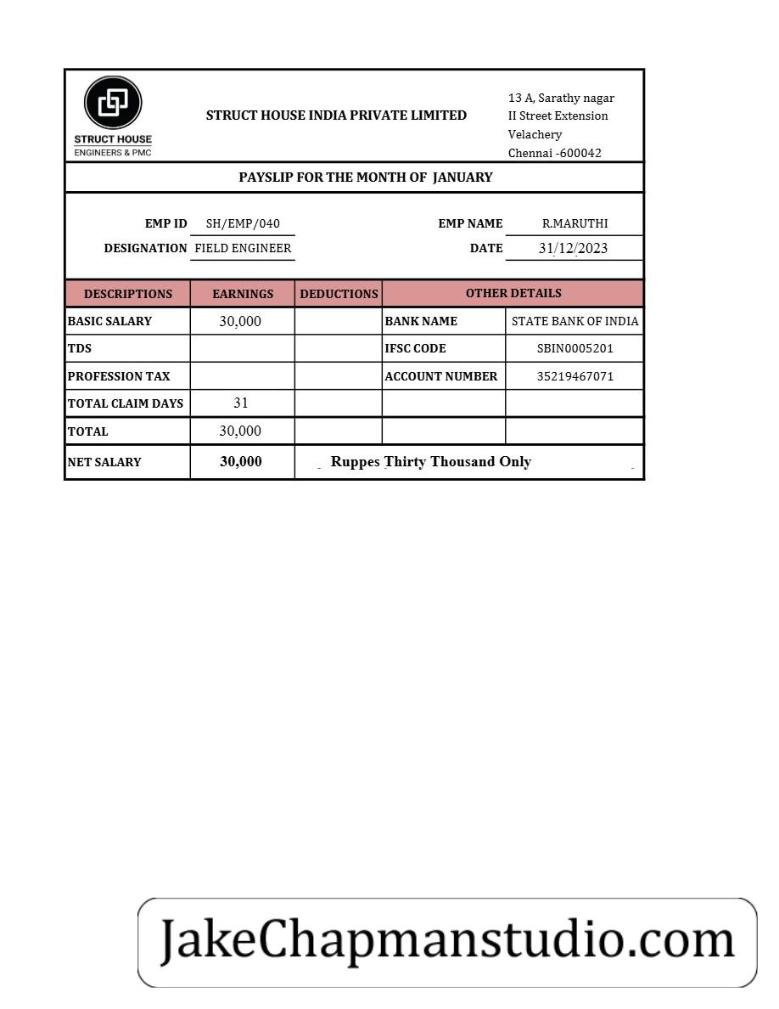 STRUCT HOUSE
ENGINEERS & PMC
STRUCT HOUSE INDIA PRIVATE LIMITED
13 A, Sarathy nagar
II Street Extension
Velachery
Chennai -600042
PAYSLIP FOR THE MONTH OF JANUARY
EMP ID SH/EMP/040 EMP NAME R.MARUTHI
DESIGNATION FIELD ENGINEER DATE 31/12/2023
DESCRIPTIONS EARNINGS DEDUCTIONS OTHER DETAILS
BASIC SALARY 30,000 BANK NAME STATE BANK OF INDIA
TDS IFSC CODE SBIN0005201
PROFESSION TAX ACCOUNT NUMBER 35219467071
TOTAL CLAIM DAYS 31
TOTAL 30,000
NET SALARY 30,000 Ruppes Thirty Thousand Only
JakeChapmanstudio.com